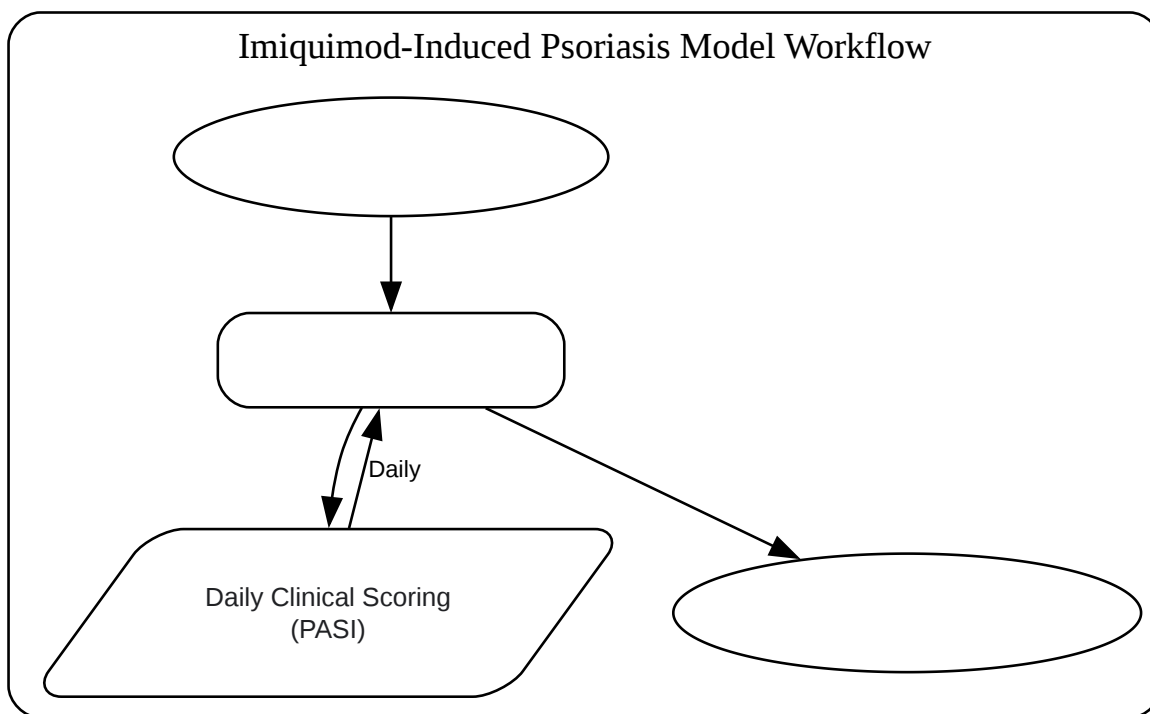 Imiquimod-Induced Psoriasis Model Workflow
Daily
Daily Clinical Scoring
(PASI)